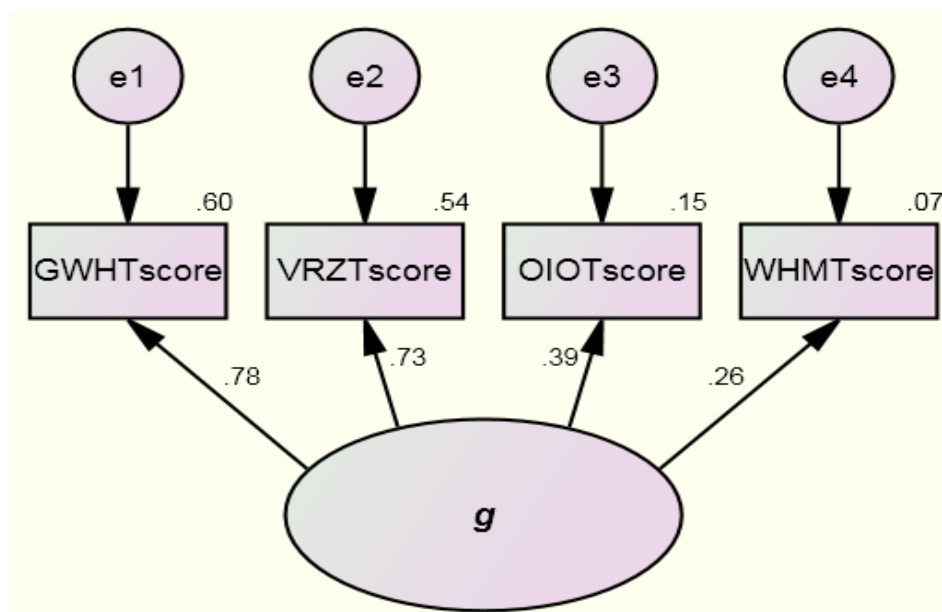 e1 e2 e3 e4
.60 .54 .15 .07
GWHTscore VRZTscore OIOTscore WHMTscore
.78 .73 .39 .26
g